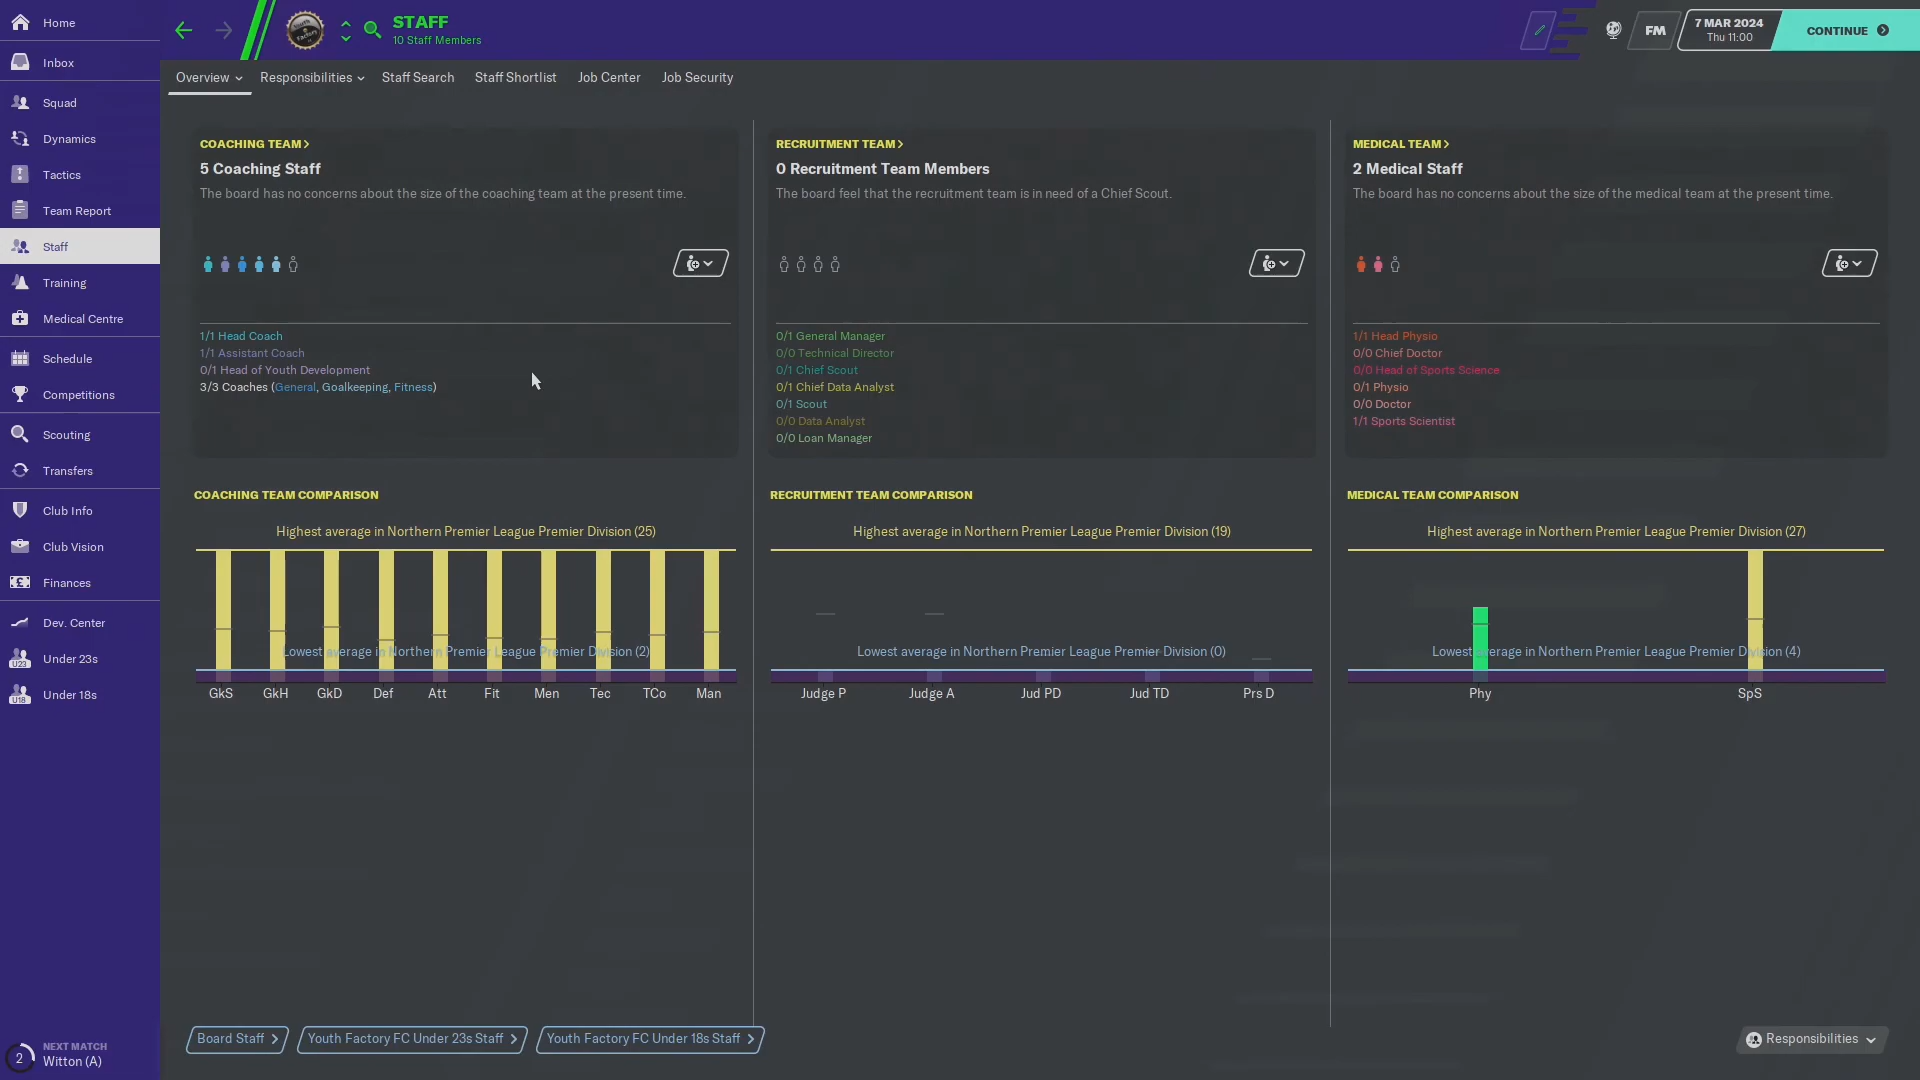 Home
Inbox
Squad
Dynamics
Tactics
Team Report
Staff
Training
Medical Centre
Schedule
Competitions
Scouting
Transfers
Club Info
Club Vision
Finances
Dev. Center
U23
Under 23s
U18
Under 18s
2
NEXT MATCH
Witton (A)
Youth
Factory
STAFF
10 Staff Members
FM
7 MAR 2024
Thu 11:00
CONTINUE
Overview
Responsibilities
Staff Search
Staff Shortlist
Job Center
Job Security
COACHING TEAM
5 Coaching Staff
The board has no concerns about the size of the coaching team at the present time.
1/1 Head Coach
1/1 Assistant Coach
0/1 Head of Youth Development
3/3 Coaches (General, Goalkeeping, Fitness)
RECRUITMENT TEAM
0 Recruitment Team Members
The board feel that the recruitment team is in need of a Chief Scout.
0/1 General Manager
0/0 Technical Director
0/1 Chief Scout
0/1 Chief Data Analyst
0/1 Scout
0/0 Data Analyst
0/0 Loan Manager
MEDICAL TEAM
2 Medical Staff
The board has no concerns about the size of the medical team at the present time.
1/1 Head Physio
0/0 Chief Doctor
0/0 Head of Sports Science
0/1 Physio
0/0 Doctor
1/1 Sports Scientist
COACHING TEAM COMPARISON
Highest average in Northern Premier League Premier Division (25)
Lowest average in Northern Premier League Premier Division (2)
GkS GkH GkD Def Att Fit Men Tec TCo Man
RECRUITMENT TEAM COMPARISON
Highest average in Northern Premier League Premier Division (19)
Lowest average in Northern Premier League Premier Division (0)
Judge P Judge A Jud PD Jud TD Prs D
MEDICAL TEAM COMPARISON
Highest average in Northern Premier League Premier Division (27)
Lowest average in Northern Premier League Premier Division (4)
Phy SpS
Board Staff
Youth Factory FC Under 23s Staff
Youth Factory FC Under 18s Staff
Responsibilities